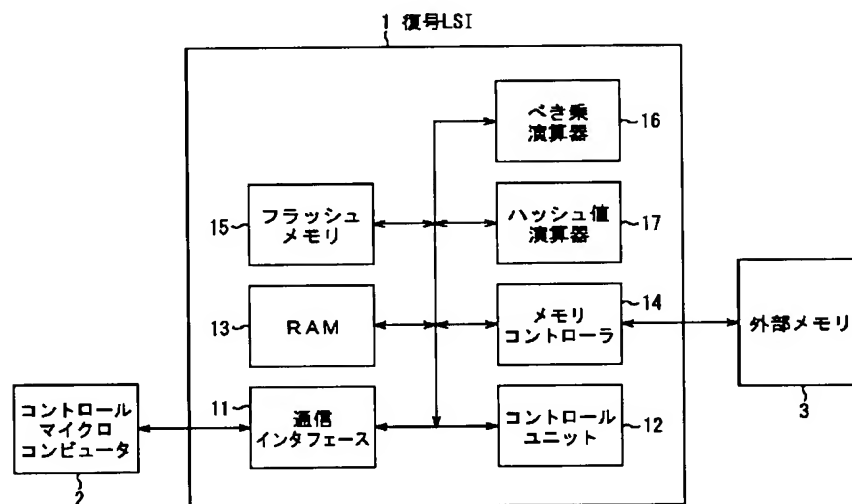 1 復号LSI
べき乗
演算器
16
15
フラッシュ
メモリ
ハッシュ値
演算器
17
13
RAM
メモリ
コントローラ
14
外部メモリ
3
コントロール
マイクロ
コンピュータ
2
11
通信
インタフェース
コントロール
ユニット
12